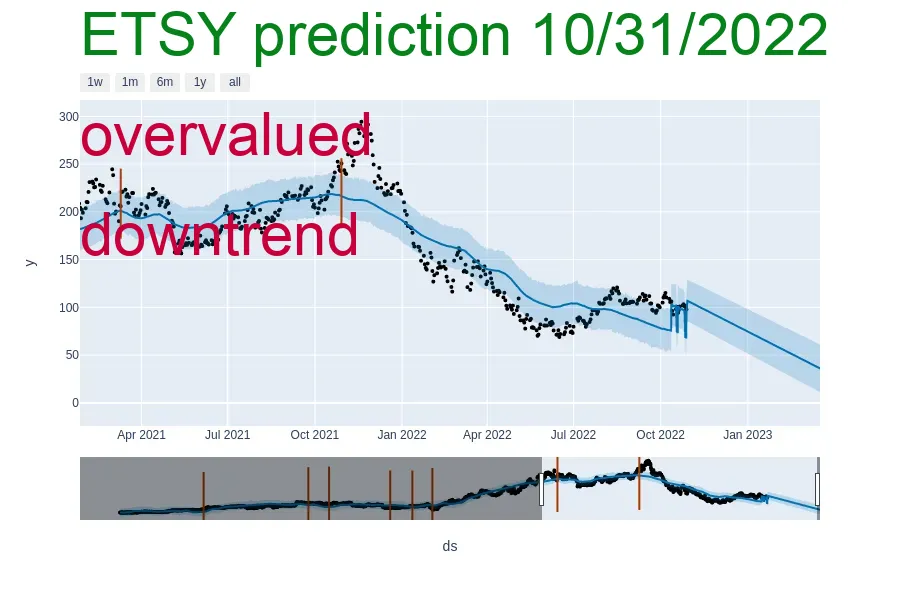 ETSY prediction 10/31/2022
1w 1m 6m 1y all
300
overvalued
250
200
downtrend
150
y
100
50
0
Apr 2021 Jul 2021 Oct 2021 Jan 2022 Apr 2022 Jul 2022 Oct 2022 Jan 2023
ds